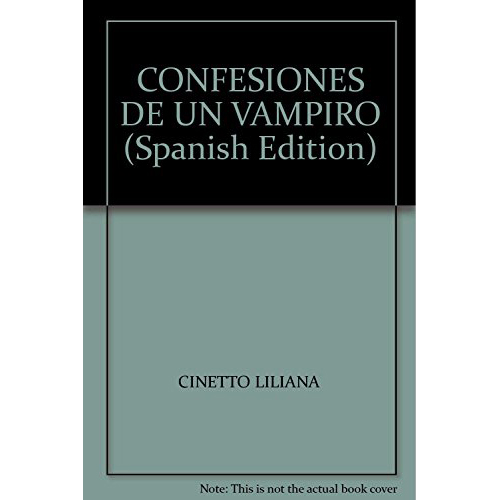 CONFESIONES
DE UN VAMPIRO
(Spanish Edition)
CINETTO LILIANA
Note: This is not the actual book cover